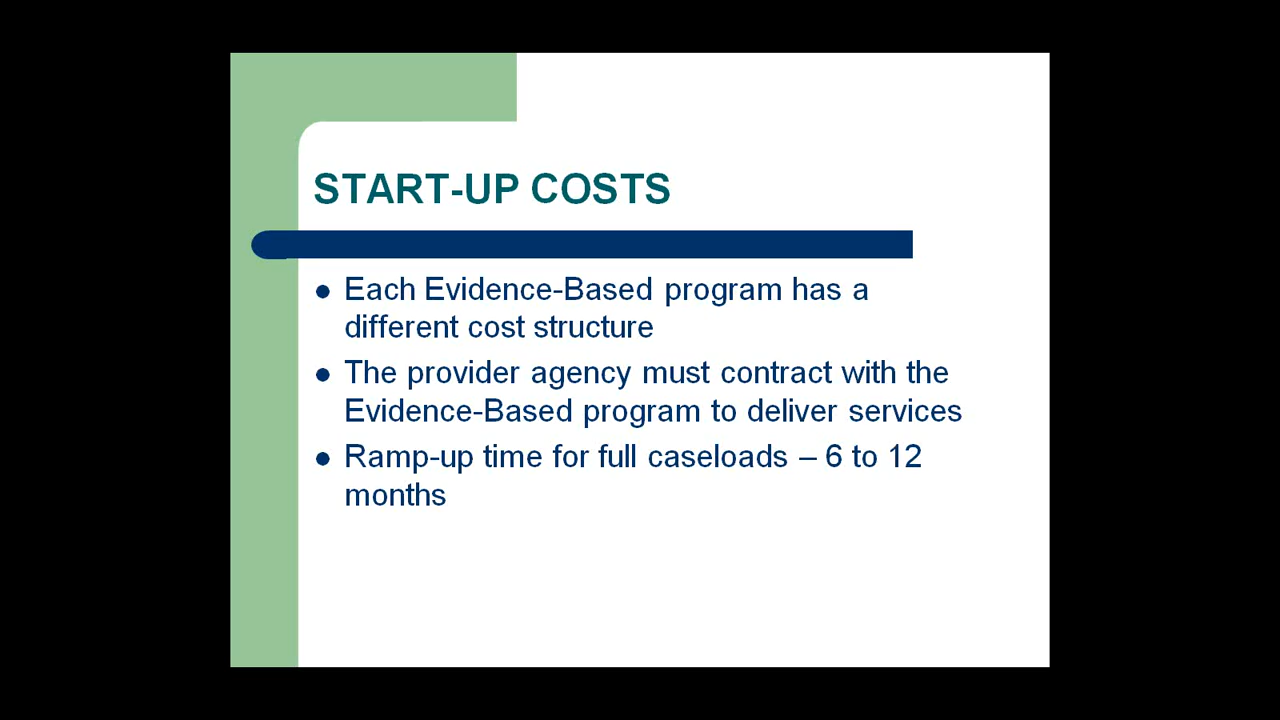 START-UP COSTS
● Each Evidence-Based program has a
different cost structure
● The provider agency must contract with the
Evidence-Based program to deliver services
● Ramp-up time for full caseloads – 6 to 12
months